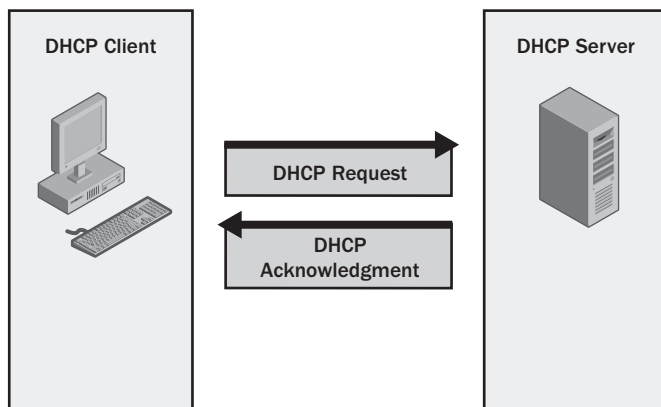 DHCP Client
DHCP Server
DHCP Request
DHCP
Acknowledgment